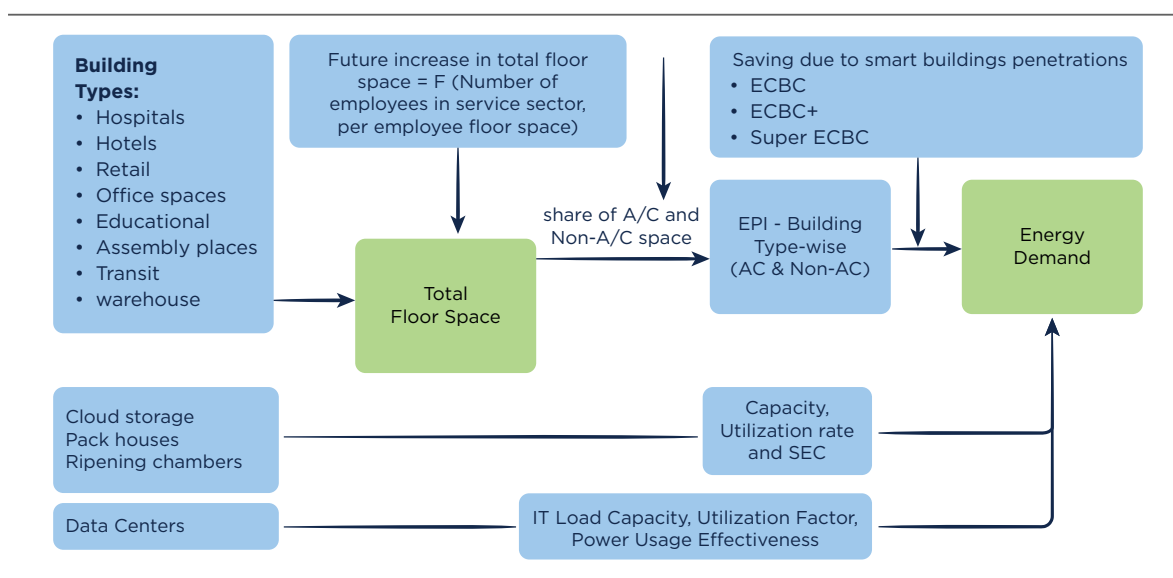 Building
Types:
• Hospitals
• Hotels
• Retail
• Office spaces
• Educational
• Assembly places
• Transit
• warehouse
Future increase in total floor
space = F (Number of
employees in service sector,
per employee floor space)
Saving due to smart buildings penetrations
• ECBC
• ECBC+
• Super ECBC
share of A/C and
Non-A/C space
EPI - Building
Type-wise
(AC & Non-AC)
Energy
Demand
Total
Floor Space
Cloud storage
Pack houses
Ripening chambers
Capacity,
Utilization rate
and SEC
Data Centers
IT Load Capacity, Utilization Factor,
Power Usage Effectiveness